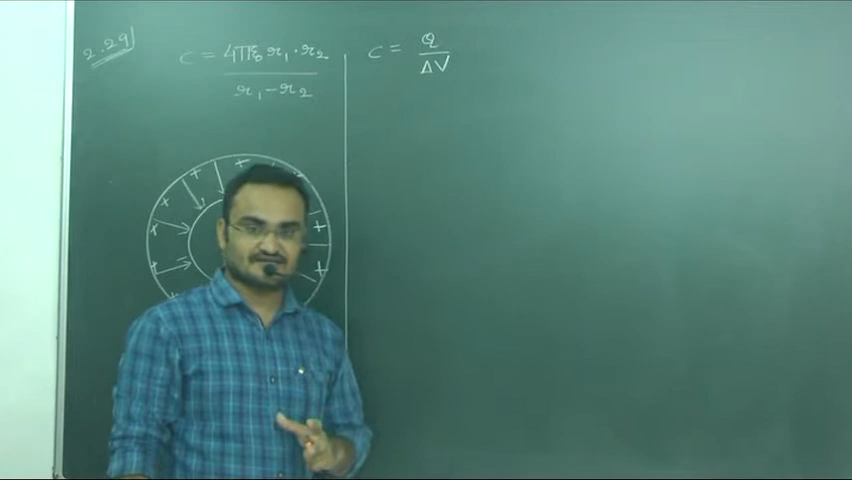 2.29
C = 4πε₀ r₁ · r₂
r₁ - r₂
C = Q
ΔV
+ + + + + + + +
-